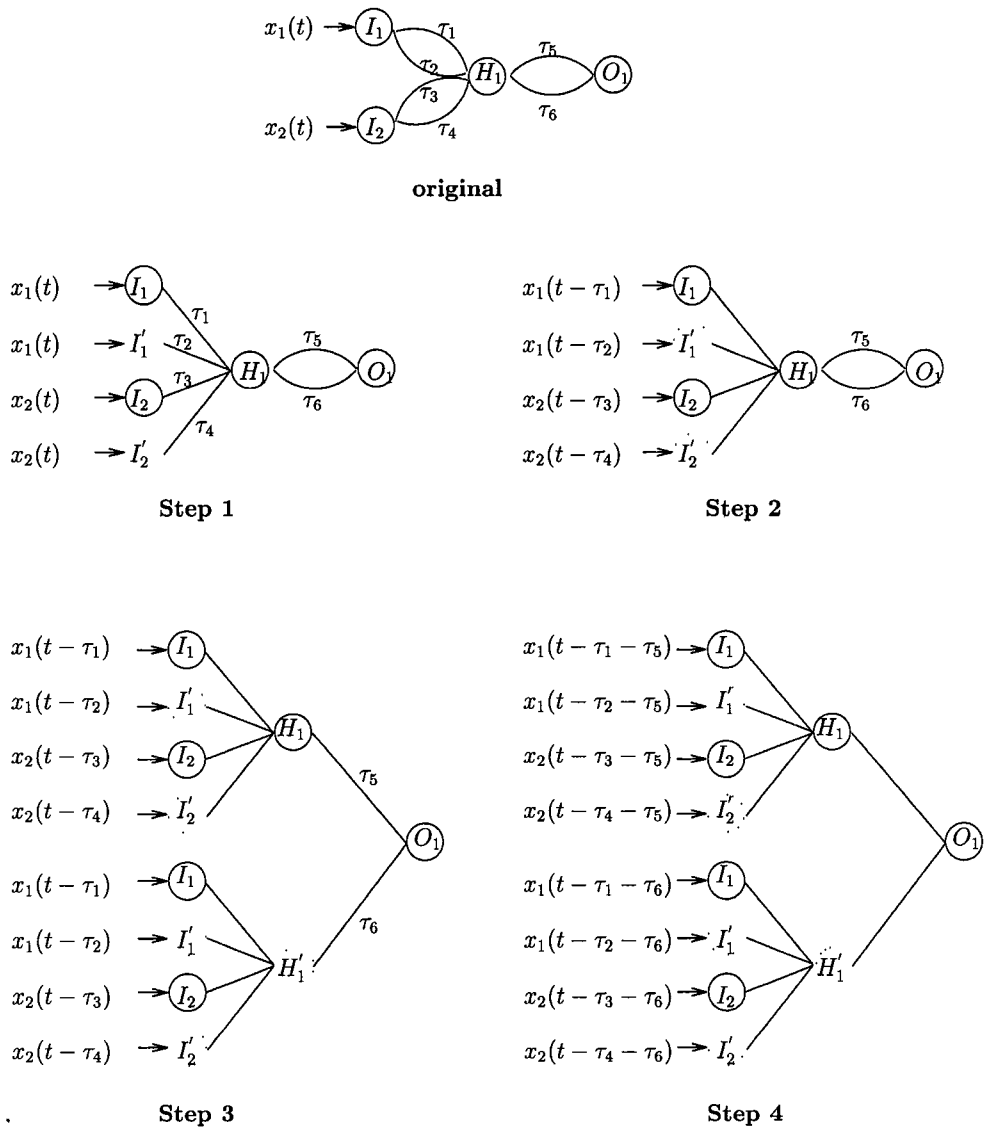 x₁(t) I₁ τ₁
τ₂ H₁ τ₅ O₁
τ₃ τ₆
x₂(t) I₂ τ₄
original
x₁(t) I₁ τ₁
x₁(t) I₁′ τ₂ H₁ τ₅ O₁
x₂(t) I₂ τ₃ τ₆
x₂(t) I₂′ τ₄
Step 1
x₁(t − τ₁) I₁
x₁(t − τ₂) I₁′ H₁ τ₅ O₁
x₂(t − τ₃) I₂ τ₆
x₂(t − τ₄) I₂′
Step 2
x₁(t − τ₁) I₁
x₁(t − τ₂) I₁′ H₁
x₂(t − τ₃) I₂ τ₅
x₂(t − τ₄) I₂′
O₁
x₁(t − τ₁) I₁
x₁(t − τ₂) I₁′ H₁′ τ₆
x₂(t − τ₃) I₂
x₂(t − τ₄) I₂′
Step 3
x₁(t − τ₁ − τ₅) I₁
x₁(t − τ₂ − τ₅) I₁′ H₁
x₂(t − τ₃ − τ₅) I₂
x₂(t − τ₄ − τ₅) I₂′
O₁
x₁(t − τ₁ − τ₆) I₁
x₁(t − τ₂ − τ₆) I₁′ H₁′
x₂(t − τ₃ − τ₆) I₂
x₂(t − τ₄ − τ₆) I₂′
Step 4